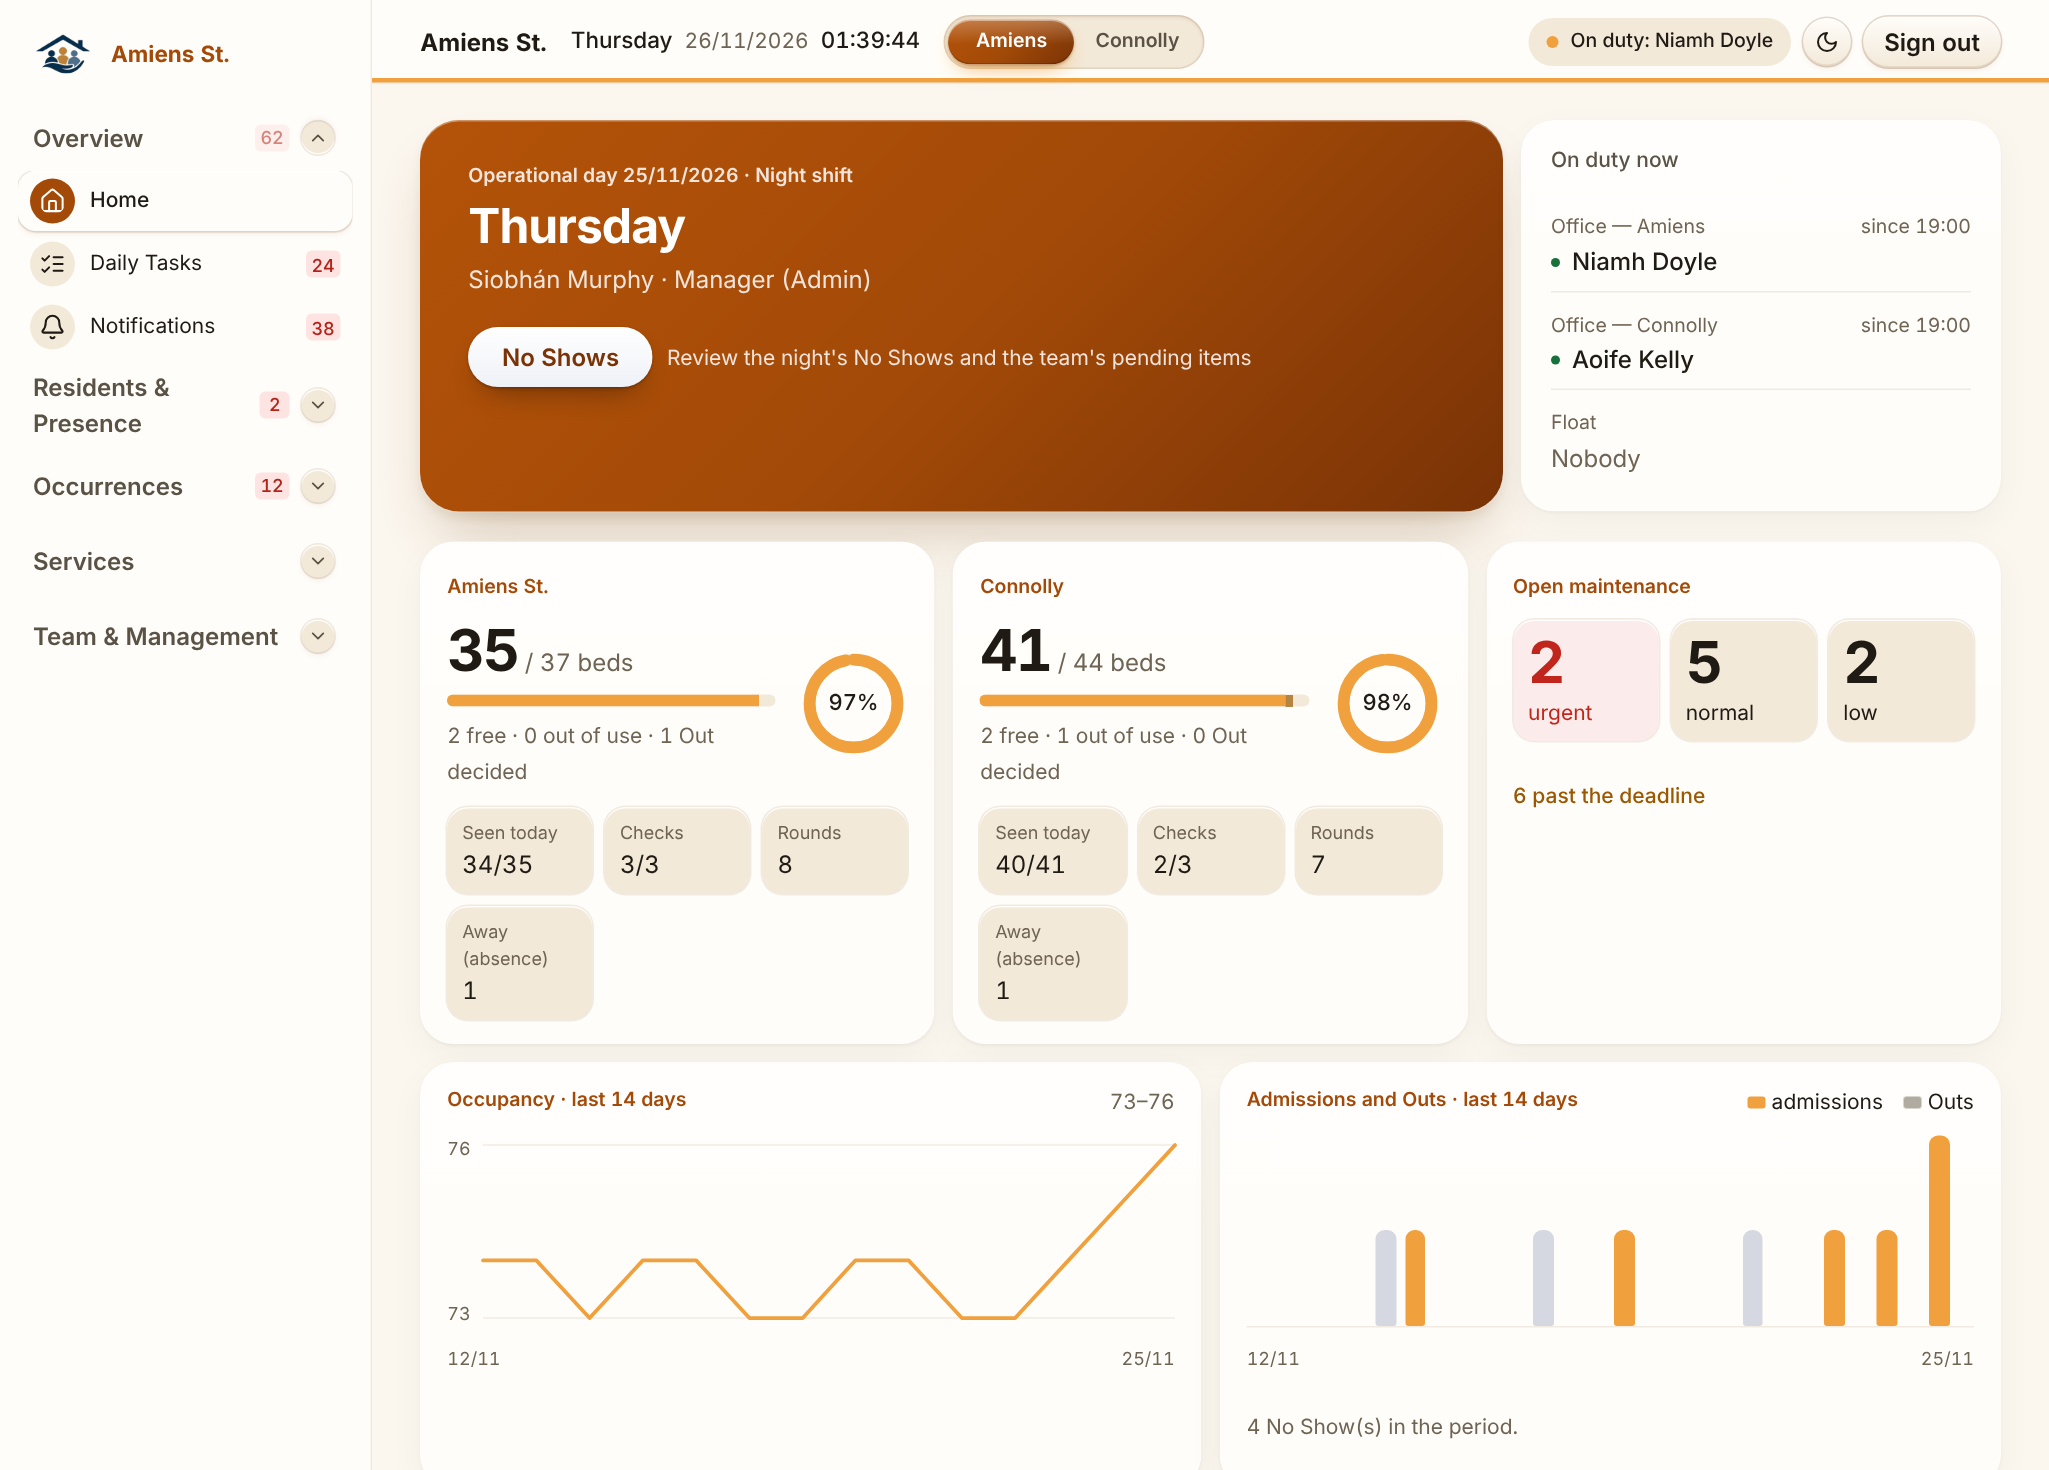 Amiens St.
Overview 62
Home
Daily Tasks 24
Notifications 38
Residents &
Presence 2
Occurrences 12
Services
Team & Management
Amiens St. Thursday 26/11/2026 01:39:44 Amiens Connolly On duty: Niamh Doyle Sign out
Operational day 25/11/2026 · Night shift
Thursday
Siobhán Murphy · Manager (Admin)
No Shows Review the night's No Shows and the team's pending items
On duty now
Office — Amiens since 19:00
Niamh Doyle
Office — Connolly since 19:00
Aoife Kelly
Float
Nobody
Amiens St.
35 / 37 beds
97%
2 free · 0 out of use · 1 Out
decided
Seen today Checks Rounds
34/35 3/3 8
Away
(absence)
1
Connolly
41 / 44 beds
98%
2 free · 1 out of use · 0 Out
decided
Seen today Checks Rounds
40/41 2/3 7
Away
(absence)
1
Open maintenance
2 5 2
urgent normal low
6 past the deadline
Occupancy · last 14 days 73–76
76
73
12/11 25/11
Admissions and Outs · last 14 days admissions Outs
12/11 25/11
4 No Show(s) in the period.